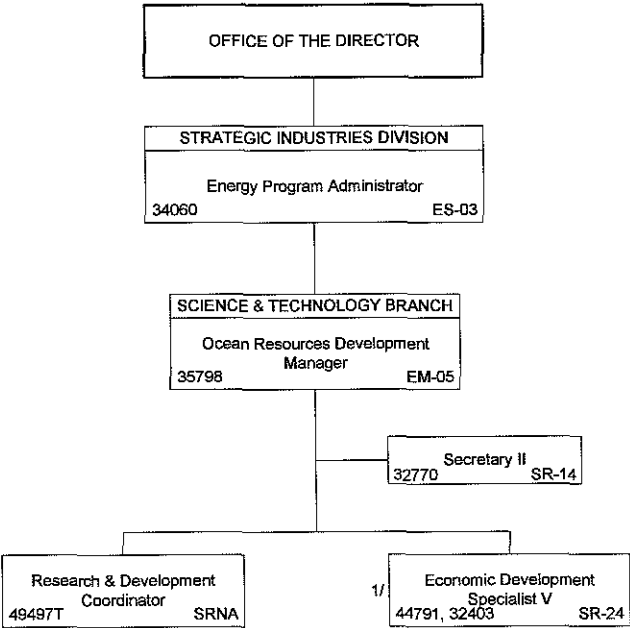 OFFICE OF THE DIRECTOR
STRATEGIC INDUSTRIES DIVISION
Energy Program Administrator
34060 ES-03
SCIENCE & TECHNOLOGY BRANCH
Ocean Resources Development
Manager
35798 EM-05
Secretary II
32770 SR-14
Research & Development
Coordinator
49497T SRNA
1/
Economic Development
Specialist V
44791, 32403 SR-24